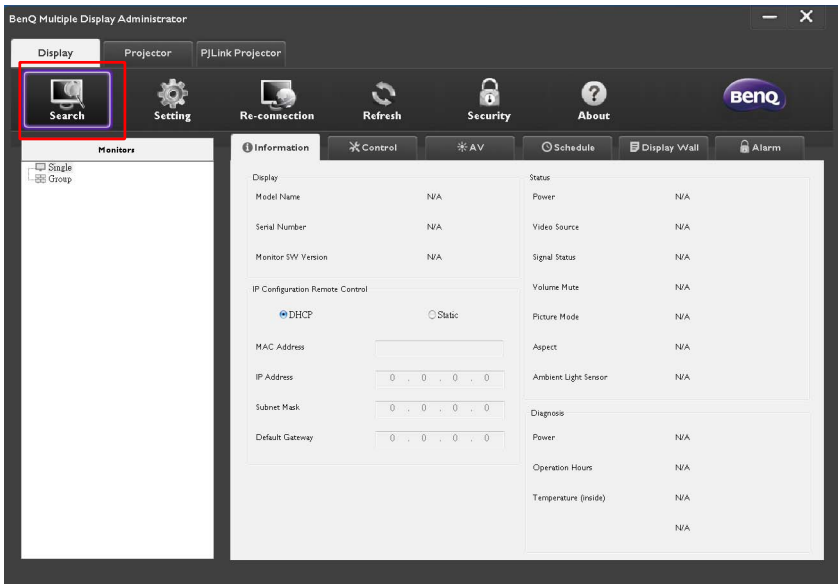 BenQ Multiple Display Administrator
Display Projector PJLink Projector
Search Setting Re-connection Refresh Security About BenQ
Monitors
Single
Group
Information Control AV Schedule Display Wall Alarm
Display
Model Name N/A
Serial Number N/A
Monitor SW Version N/A
IP Configuration Remote Control
DHCP Static
MAC Address
IP Address 0 . 0 . 0 . 0
Subnet Mask 0 . 0 . 0 . 0
Default Gateway 0 . 0 . 0 . 0
Status
Power N/A
Video Source N/A
Signal Status N/A
Volume Mute N/A
Picture Mode N/A
Aspect N/A
Ambient Light Sensor N/A
Diagnosis
Power N/A
Operation Hours N/A
Temperature (inside) N/A
N/A